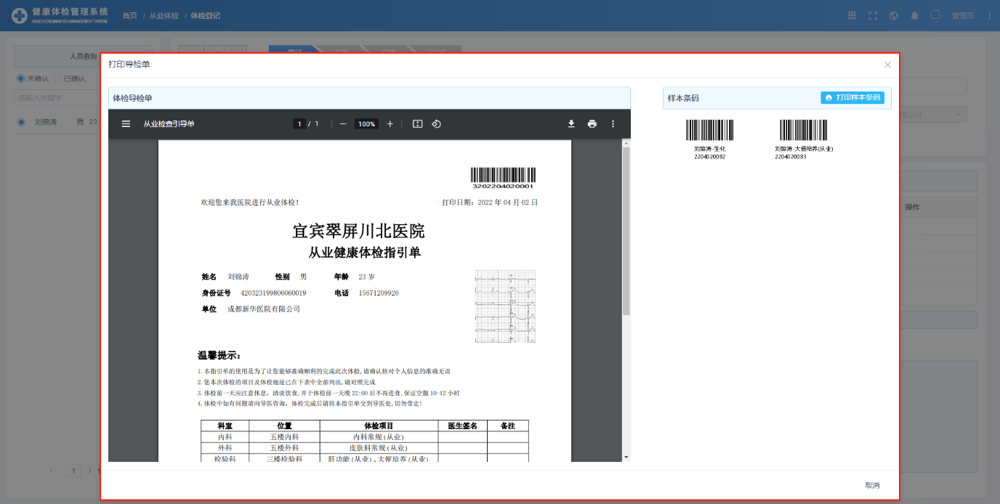 健康体检管理系统
HEALTH EXEMINATION MANAGEMENT SYSTEM
首页 / 从业体检 / 体检登记
管理员
人员查询
未确认 已确认
请输入关键字
刘锦涛 男 23
打印导检单
体检导检单
从业检查引导单
1 / 1
100%
3202204020001
欢迎您来我医院进行从业体检!
打印日期: 2022 年 04 月 02 日
宜宾翠屏川北医院
从业健康体检指引单
姓名 刘锦涛 性别 男 年龄 23 岁
身份证号 420323199806060019 电话 15671209926
单位 成都新华医院有限公司
温馨提示:
1.本指引单的使用是为了让您能够准确顺利的完成此次体检,请确认核对个人信息的准确无误
2.您本次体检的项目及体检地址已在下表中全部列出,请对照完成
3.体检前一天应注意休息, 清淡饮食,并于体检前一天晚 22:00 后不再进食,保证空腹 10-12 小时
4.体检中如有问题请向导医咨询, 体检完成后请将本指引单交到导医处,切勿带走!
科室 位置 体检项目 医生签名 备注
内科 五楼内科 内科常规(从业)
外科 五楼外科 皮肤科常规(从业)
检验科 三楼检验科 肝功能(从业),大便培养(从业)
样本条码
打印样本条码
刘锦涛-生化
2204020082
刘锦涛-大便培养(从业)
2204020083
限公司
操作
1 / 1
取消